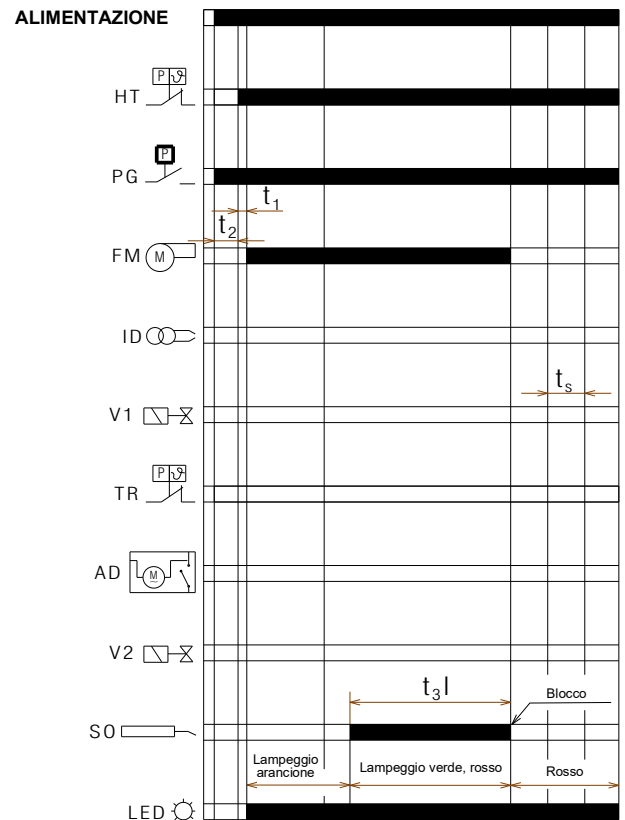 ALIMENTAZIONE
P ϑ
HT
P
PG
t₁
t₂
FM M
ID
tₛ
V1
P ϑ
TR
AD M ~
V2
t₃l
Blocco
SO
Lampeggio
arancione
Lampeggio verde, rosso
Rosso
LED